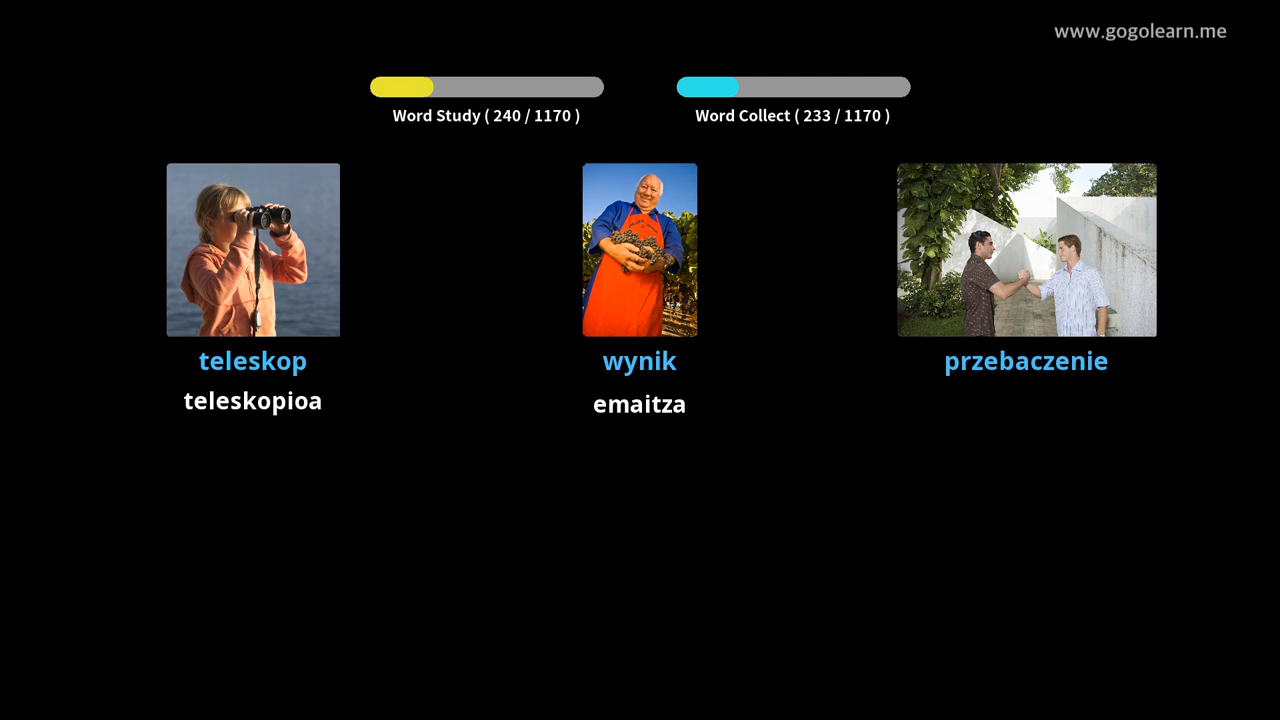 www.gogolearn.me
Word Study ( 240 / 1170 )
Word Collect ( 233 / 1170 )
teleskop
teleskopioa
wynik
emaitza
przebaczenie